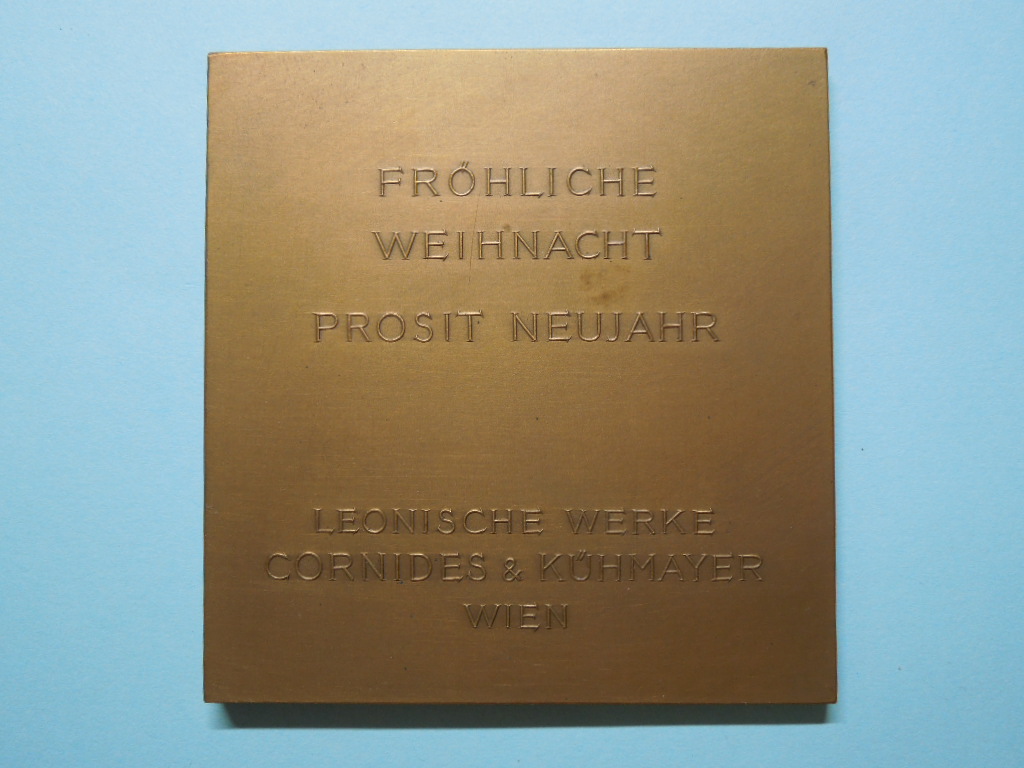 FRÖHLICHE
WEIHNACHT
PROSIT NEUJAHR
LEONISCHE WERKE
CORNIDES & KÜHMAYER
WIEN